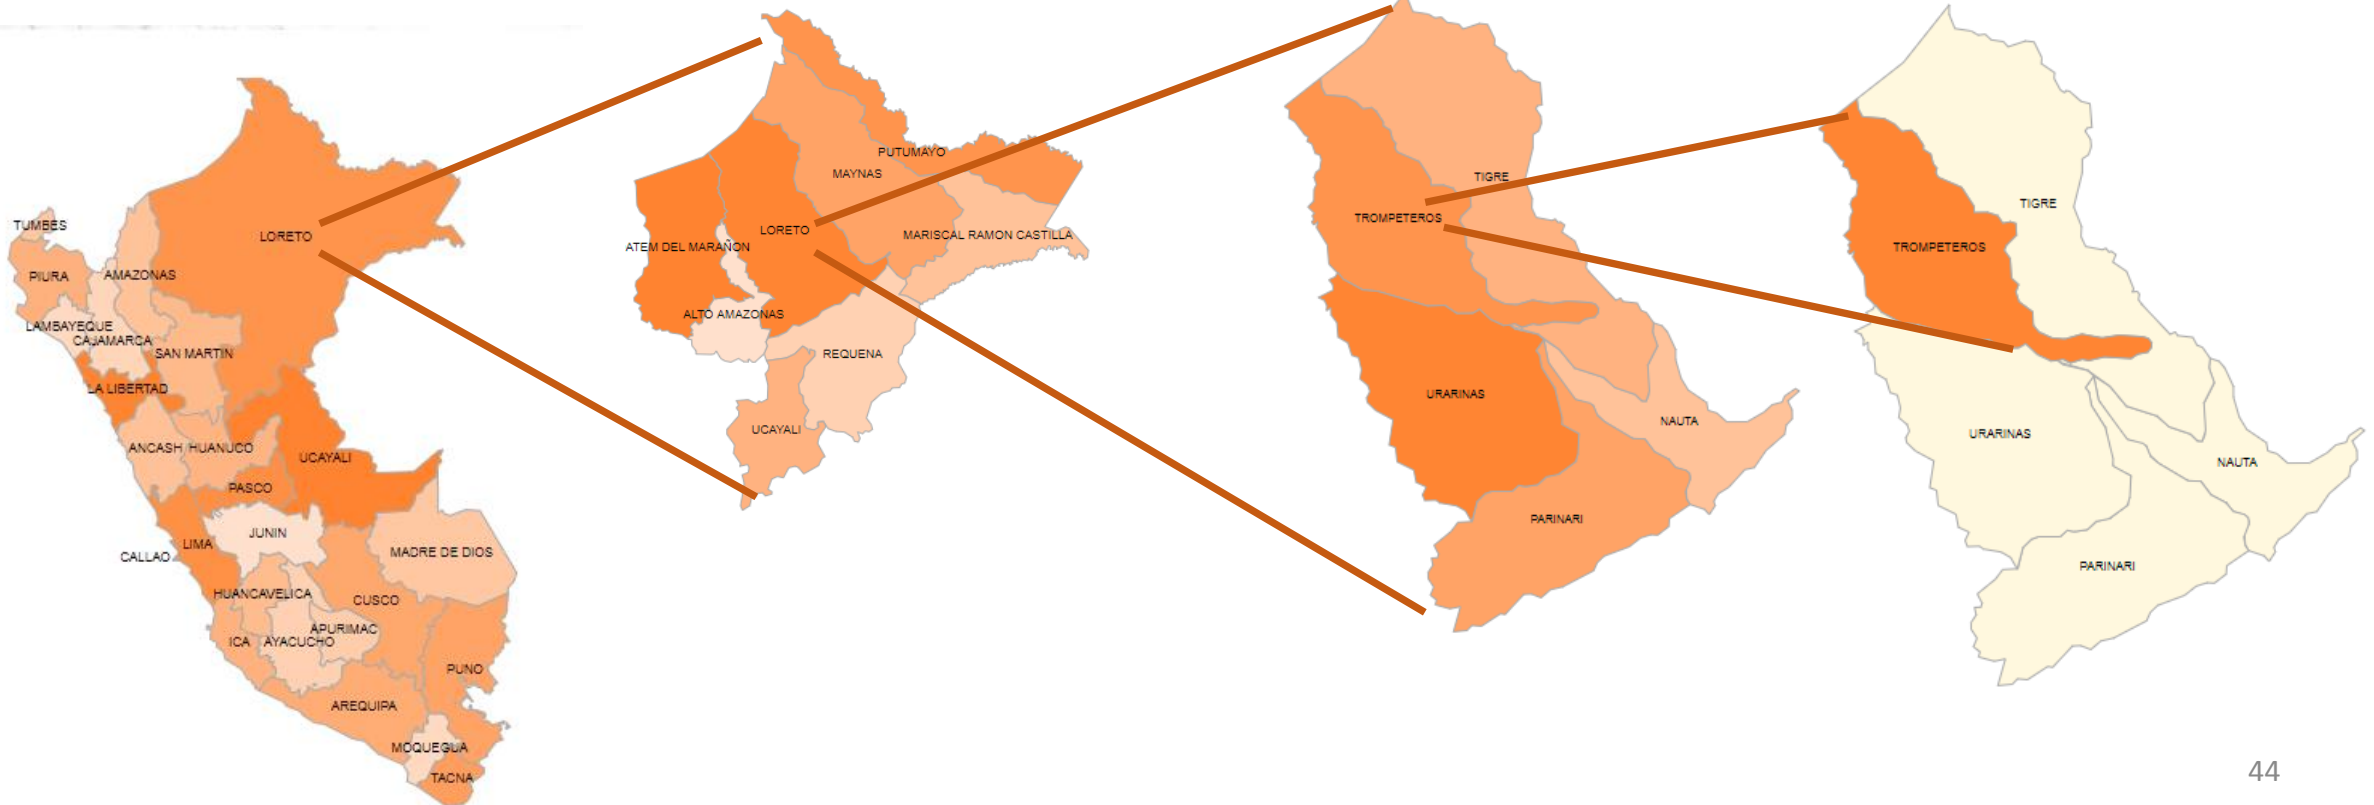 TUMBES
LORETO
PIURA
AMAZONAS
LAMBAYEQUE
CAJAMARCA
SAN MARTIN
LA LIBERTAD
ANCASH
HUANUCO
UCAYALI
PASCO
JUNIN
LIMA
CALLAO
MADRE DE DIOS
HUANCAVELICA
CUSCO
APURIMAC
ICA
AYACUCHO
PUNO
AREQUIPA
MOQUEGUA
TACNA
PUTUMAYO
MAYNAS
LORETO
MARISCAL RAMON CASTILLA
ATEM DEL MARAÑON
ALTO AMAZONAS
REQUENA
UCAYALI
TIGRE
TROMPETEROS
URARINAS
NAUTA
PARINARI
TIGRE
TROMPETEROS
URARINAS
NAUTA
PARINARI
44